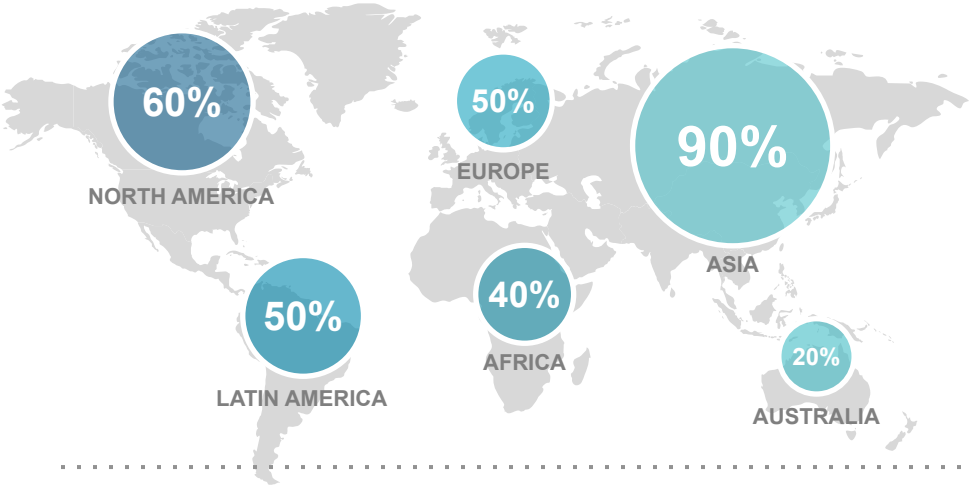 60%
NORTH AMERICA
50%
EUROPE
90%
ASIA
50%
LATIN AMERICA
40%
AFRICA
20%
AUSTRALIA